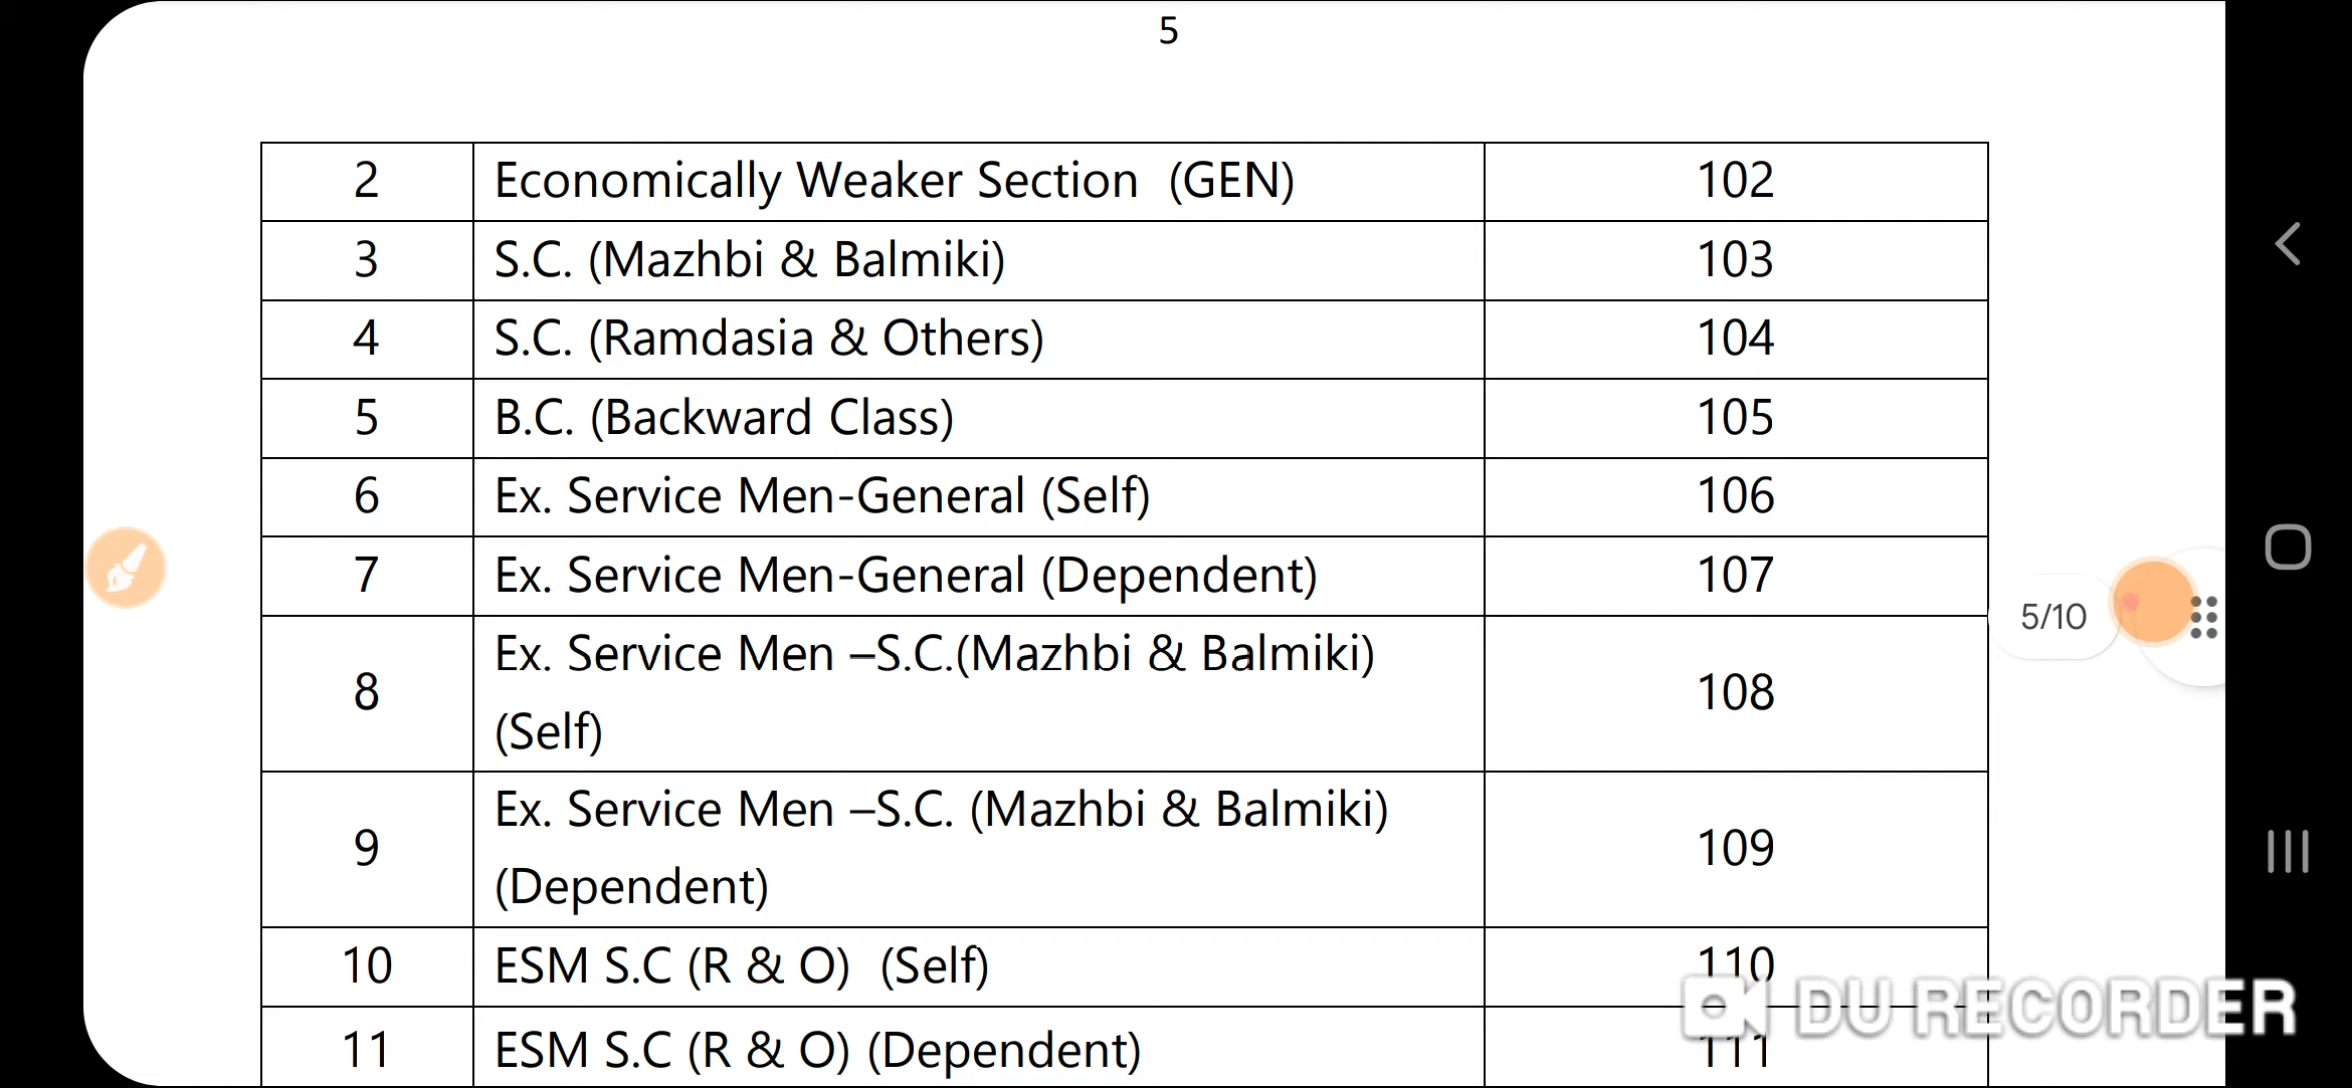 5
2 Economically Weaker Section (GEN) 102
3 S.C. (Mazhbi & Balmiki) 103
4 S.C. (Ramdasia & Others) 104
5 B.C. (Backward Class) 105
6 Ex. Service Men-General (Self) 106
7 Ex. Service Men-General (Dependent) 107
8 Ex. Service Men –S.C.(Mazhbi & Balmiki) 108
(Self)
9 Ex. Service Men –S.C. (Mazhbi & Balmiki) 109
(Dependent)
10 ESM S.C (R & O) (Self) 110
11 ESM S.C (R & O) (Dependent) 111
5/10
DU RECORDER